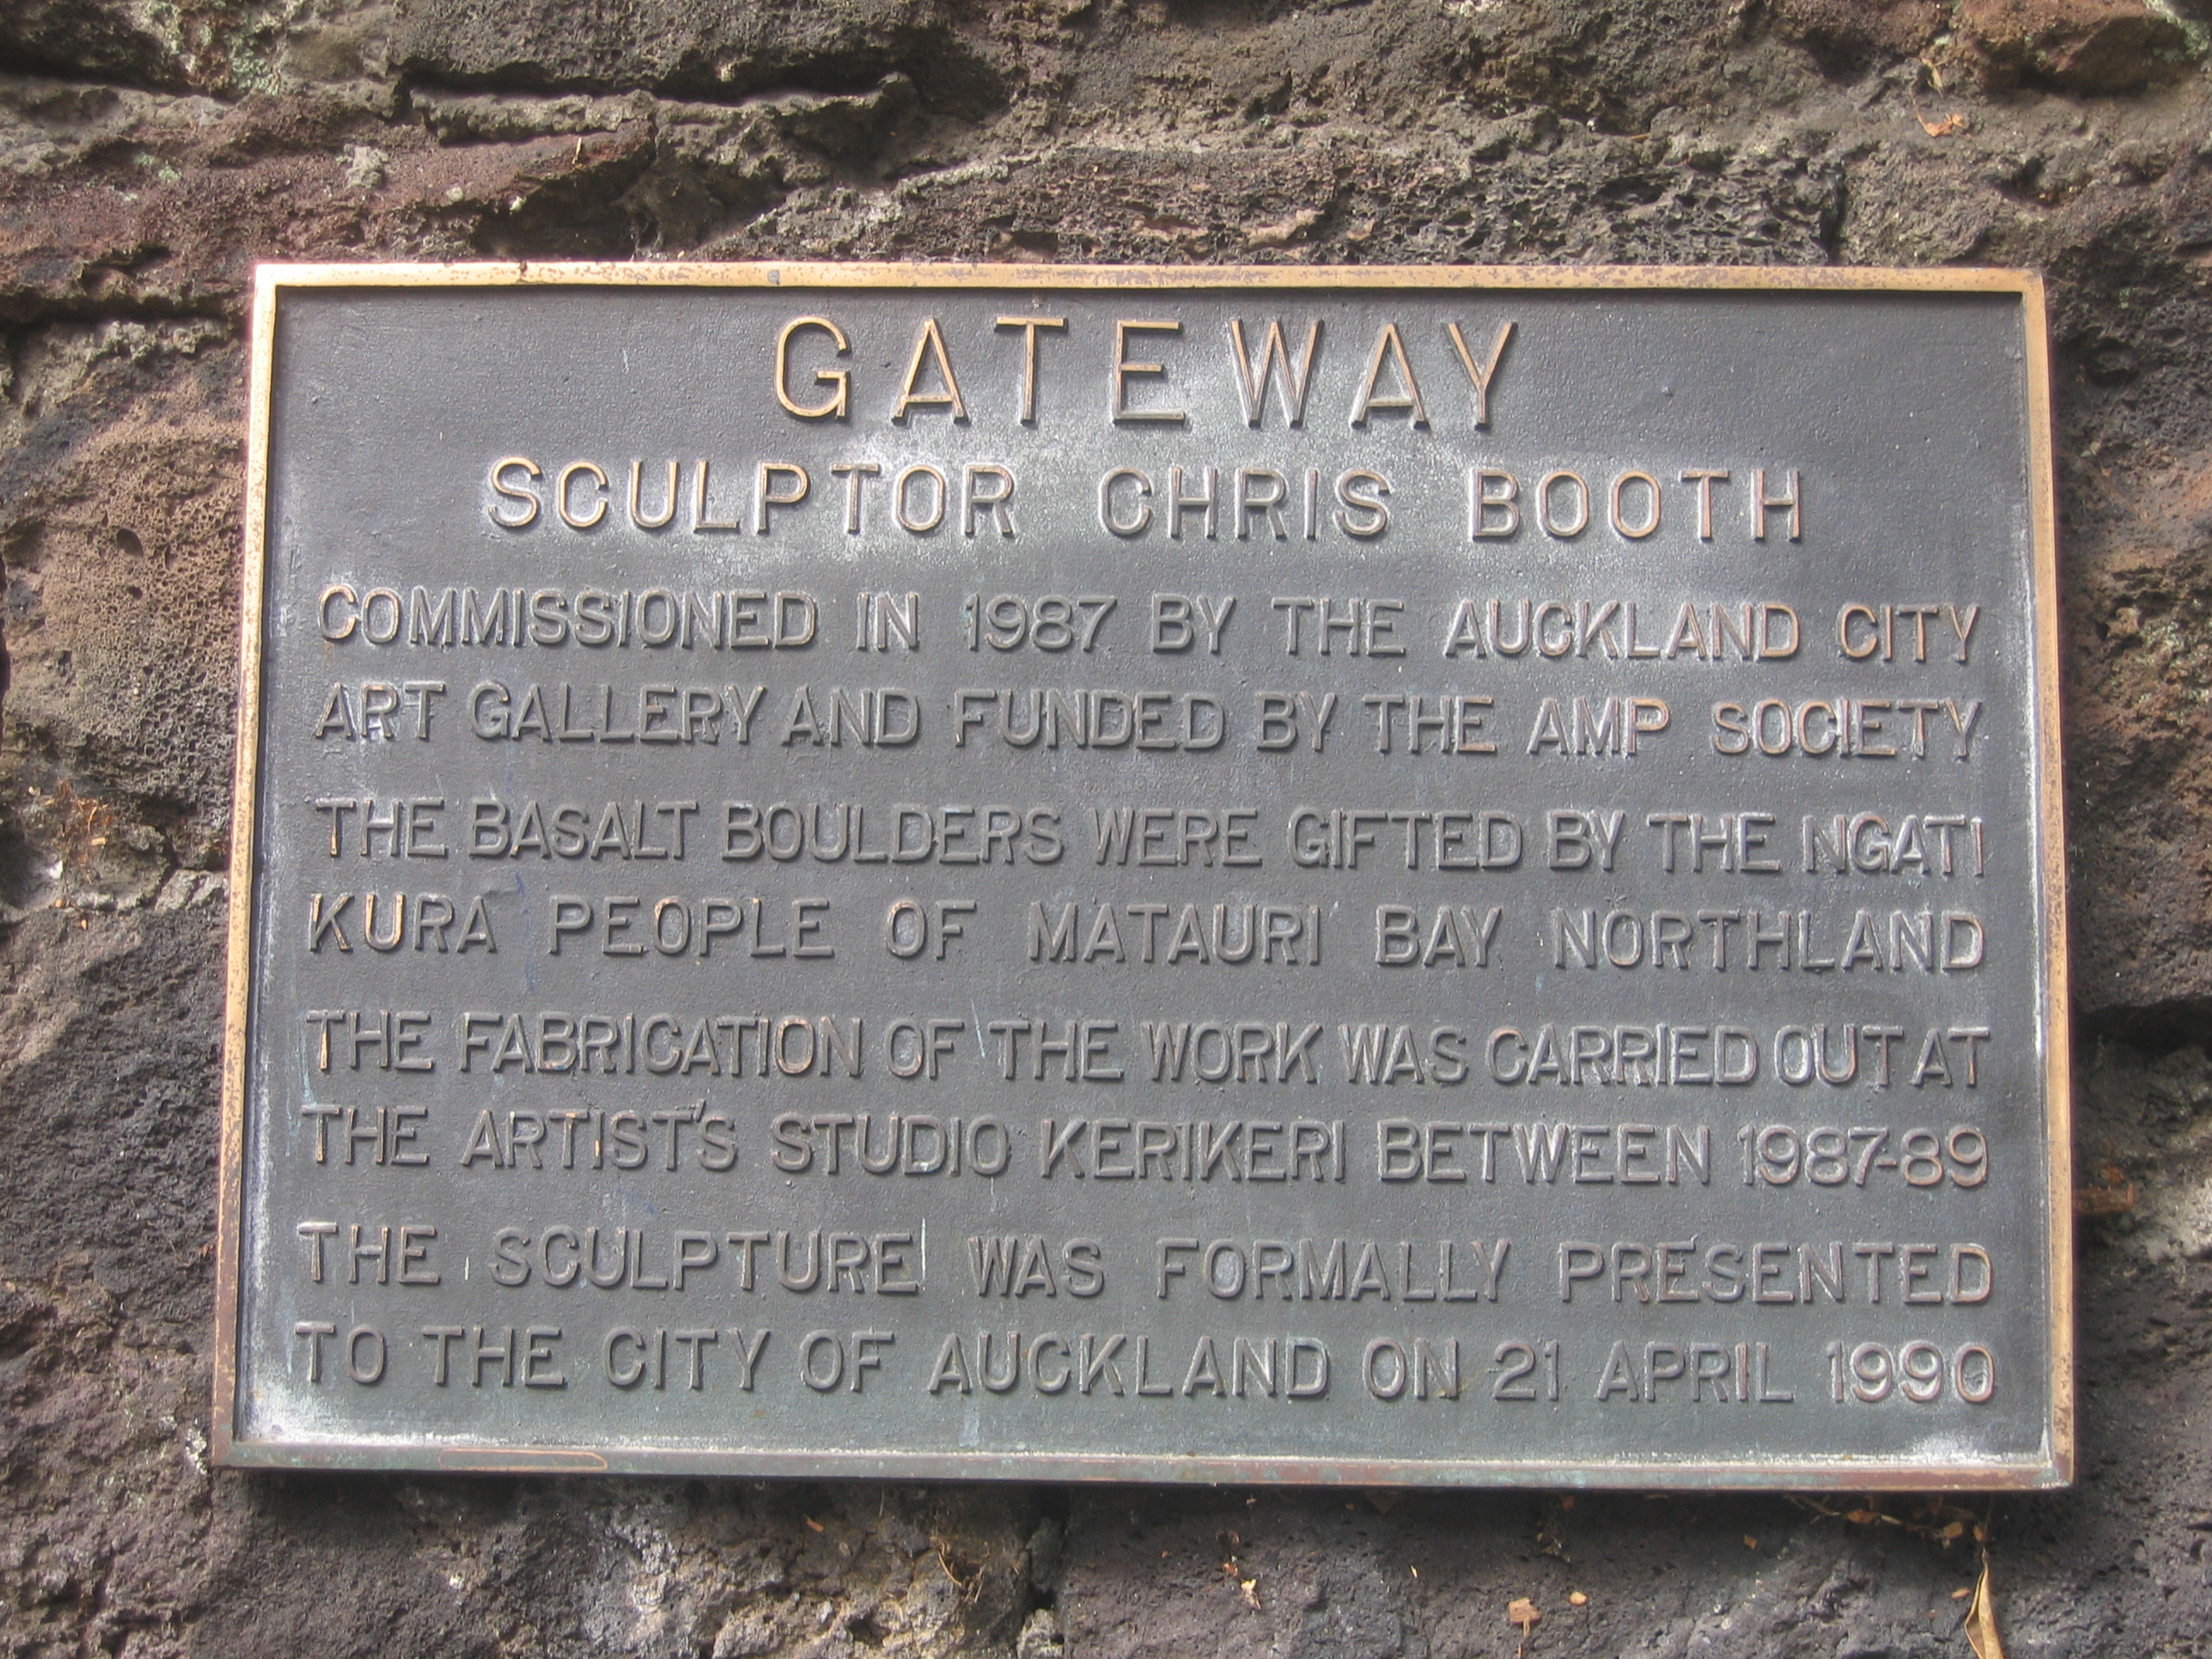 GATEWAY
SCULPTOR CHRIS BOOTH
COMMISSIONED IN 1987 BY THE AUCKLAND CITY
ART GALLERY AND FUNDED BY THE AMP SOCIETY
THE BASALT BOULDERS WERE GIFTED BY THE NGATI
KURA PEOPLE OF MATAURI BAY NORTHLAND
THE FABRICATION OF THE WORK WAS CARRIED OUT AT
THE ARTIST'S STUDIO KERIKERI BETWEEN 1987-89
THE SCULPTURE WAS FORMALLY PRESENTED
TO THE CITY OF AUCKLAND ON 21 APRIL 1990